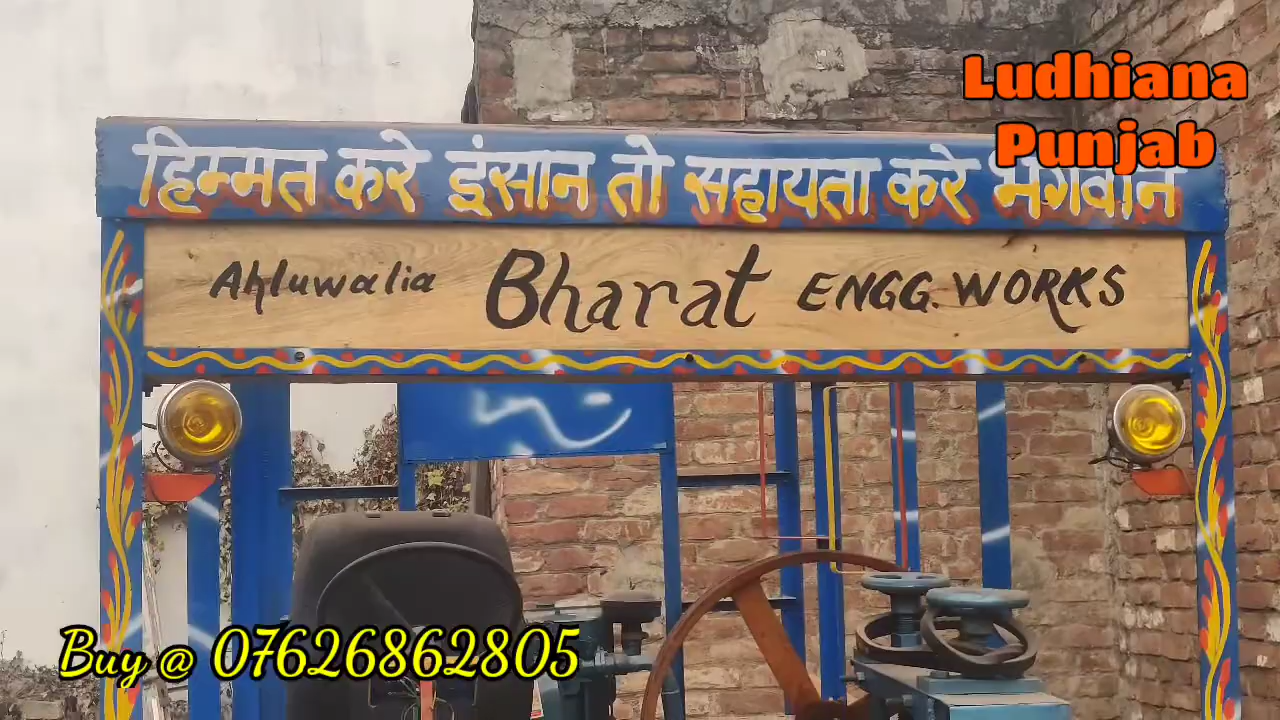 Ludhiana
Punjab
हिम्मत करे इंसान तो सहायता करे भगवान
Ahluwalia Bharat ENGG. WORKS
Buy @ 07626862805